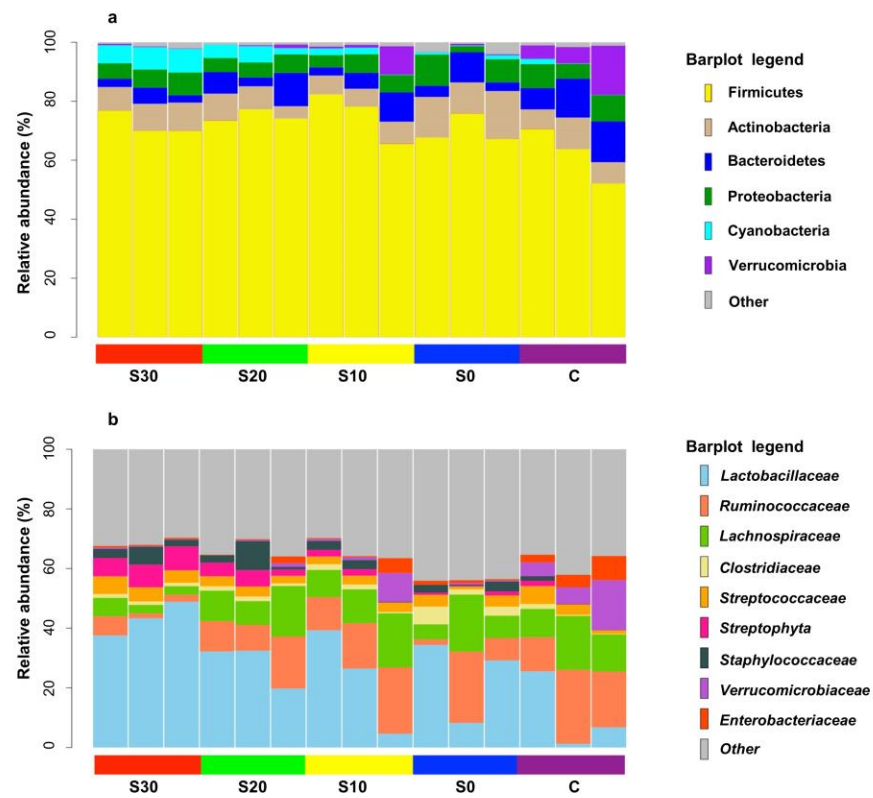 a
Relative abundance (%)
100
80
60
40
20
0
S30 S20 S10 S0 C
Barplot legend
Firmicutes
Actinobacteria
Bacteroidetes
Proteobacteria
Cyanobacteria
Verrucomicrobia
Other
b
Relative abundance (%)
100
80
60
40
20
0
S30 S20 S10 S0 C
Barplot legend
Lactobacillaceae
Ruminococcaceae
Lachnospiraceae
Clostridiaceae
Streptococcaceae
Streptophyta
Staphylococcaceae
Verrucomicrobiaceae
Enterobacteriaceae
Other